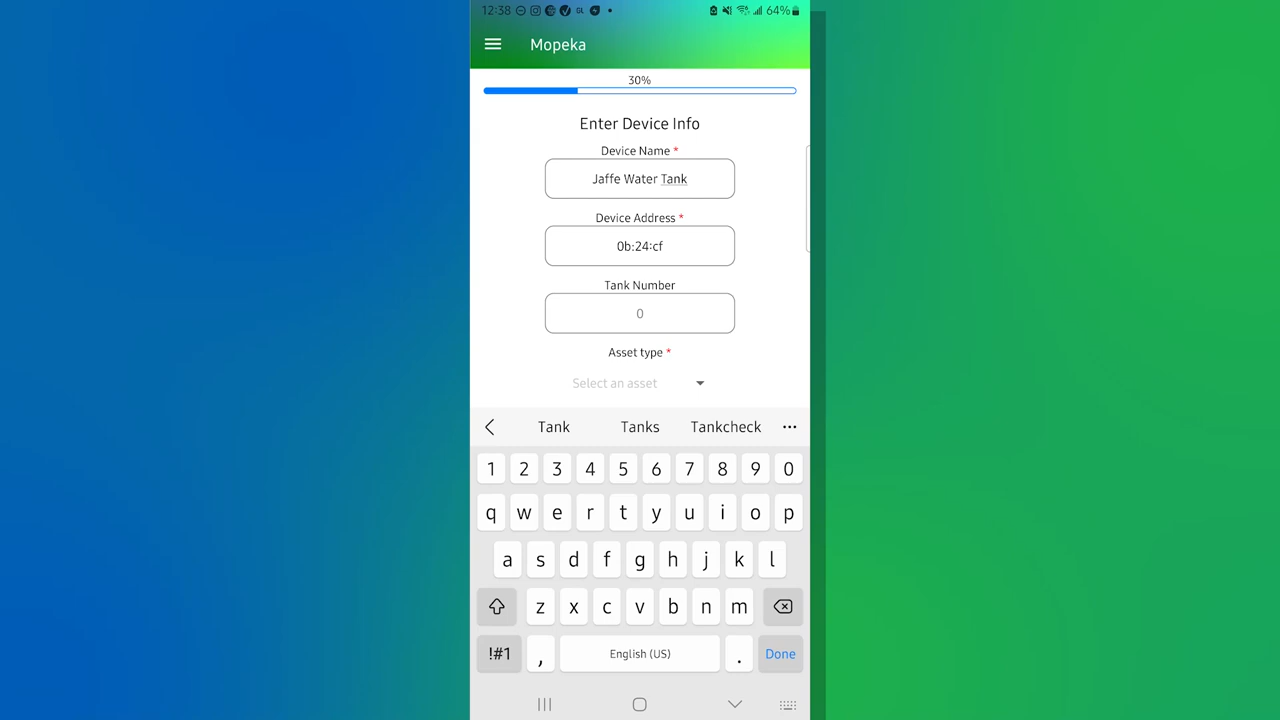 12:38 GL 64%
Mopeka
30%
Enter Device Info
Device Name *
Jaffe Water Tank
Device Address *
0b:24:cf
Tank Number
0
Asset type *
Select an asset
Tank Tanks Tankcheck
1 2 3 4 5 6 7 8 9 0
q w e r t y u i o p
a s d f g h j k l
z x c v b n m
!#1 , English (US) . Done